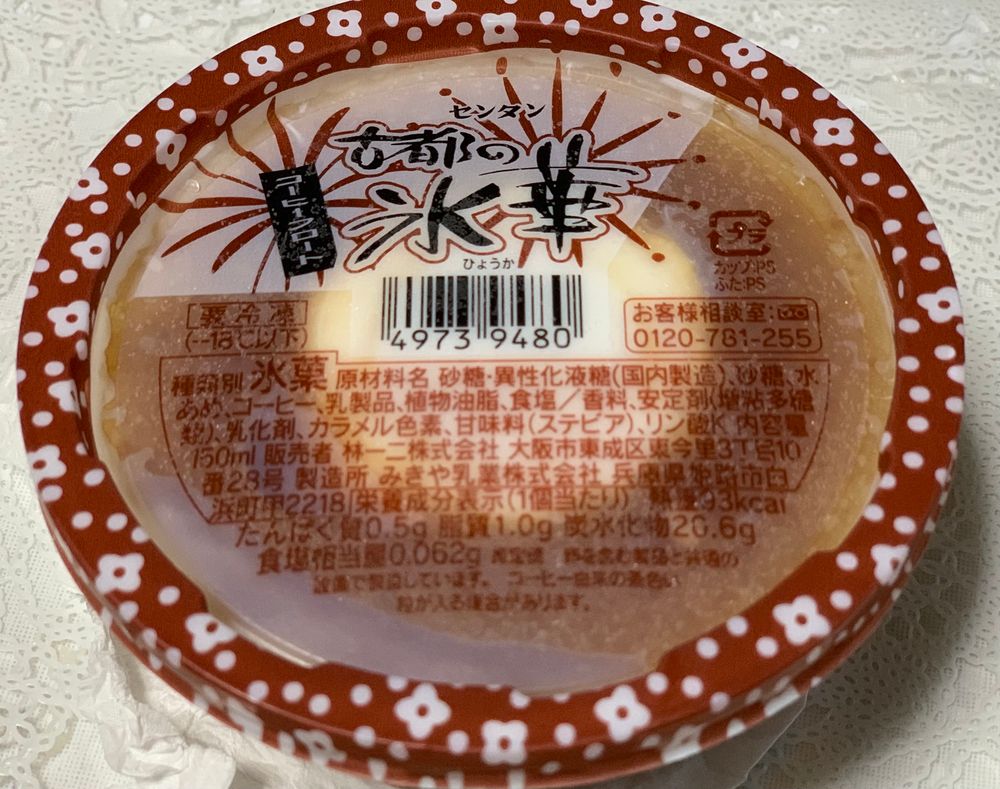 センタン
古都の
氷華
ひょうか
コーヒーフロート
カップ:PS
ふた:PS
4973 9480
要冷凍
(-18℃以下)
お客様相談室:
0120-781-255
種類別 氷菓 原材料名 砂糖・異性化液糖(国内製造)、砂糖、水
あめ、コーヒー、乳製品、植物油脂、食塩/香料、安定剤(増粘多糖
類)、乳化剤、カラメル色素、甘味料(ステビア)、リン酸K 内容量
150ml 販売者 林一二株式会社 大阪市東成区東今里3丁目10
番28号 製造所 みきや乳業株式会社 兵庫県姫路市白
浜町甲2218 栄養成分表示(1個当たり) 熱量93kcal
たんぱく質0.5g 脂質1.0g 炭水化物20.6g
食塩相当量0.062g 推定値 卵を含む製品と共通の
設備で製造しています。 コーヒー由来の黒色い
粒が入る場合があります。